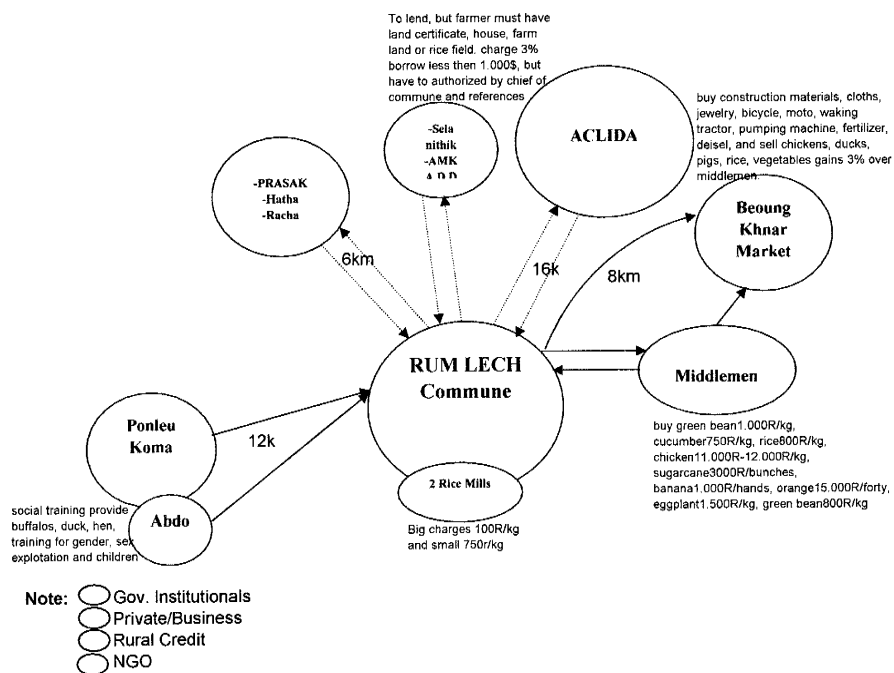 To lend, but farmer must have
land certificate, house, farm
land or rice field. charge 3%
borrow less then 1.000$, but
have to authorized by chief of
commune and references
-Sela
nithik
-AMK
ACLIDA
buy construction materials, cloths,
jewelry, bicycle, moto, waking
tractor, pumping machine, fertilizer,
deisel, and sell chickens, ducks,
pigs, rice, vegetables gains 3% over
middlemen.
-PRASAK
-Hatha
-Racha
Beoung
Khnar
Market
6km
16k
8km
RUM LECH
Commune
Middlemen
buy green bean1.000R/kg,
cucumber750R/kg, rice800R/kg,
chicken11.000R-12.000R/kg,
sugarcane3000R/bunches,
banana1.000R/hands, orange15.000R/forty,
eggplant1.500R/kg, green bean800R/kg
Ponleu
Koma
12k
2 Rice Mills
Big charges 100R/kg
and small 750r/kg
Abdo
social training provide
buffalos, duck, hen,
training for gender, sex
explotation and children
Note:
Gov. Institutionals
Private/Business
Rural Credit
NGO